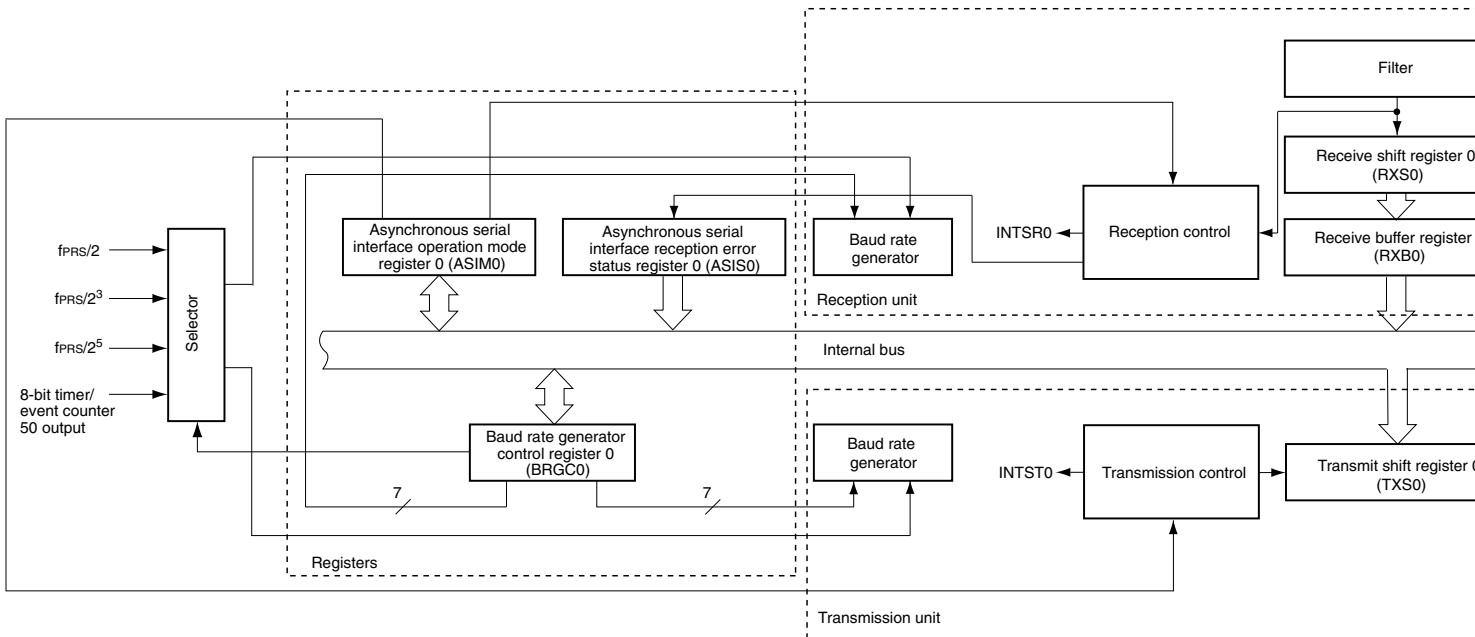 Filter
Receive shift register 0
(RXS0)
Asynchronous serial
interface operation mode
register 0 (ASIM0)
Asynchronous serial
interface reception error
status register 0 (ASIS0)
Baud rate
generator
INTSR0
Reception control
Receive buffer register
(RXB0)
Reception unit
fPRS/2
fPRS/2³
fPRS/2⁵
8-bit timer/
event counter
50 output
Selector
Internal bus
Baud rate generator
control register 0
(BRGC0)
7
7
Baud rate
generator
INTST0
Transmission control
Transmit shift register 0
(TXS0)
Registers
Transmission unit